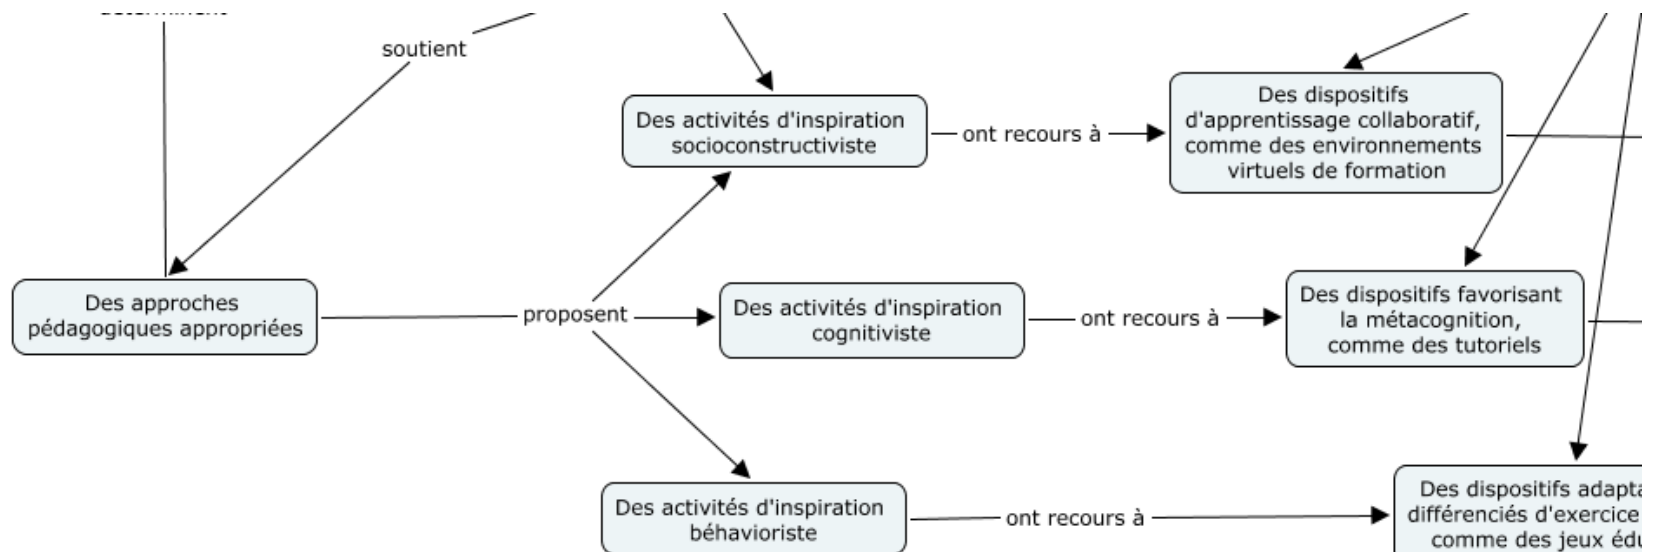 soutient
Des activités d'inspiration
socioconstructiviste
ont recours à
Des dispositifs
d'apprentissage collaboratif,
comme des environnements
virtuels de formation
Des approches
pédagogiques appropriées
proposent
Des activités d'inspiration
cognitiviste
ont recours à
Des dispositifs favorisant
la métacognition,
comme des tutoriels
Des activités d'inspiration
béhavioriste
ont recours à
Des dispositifs
différenciés d'exercice
comme des jeux